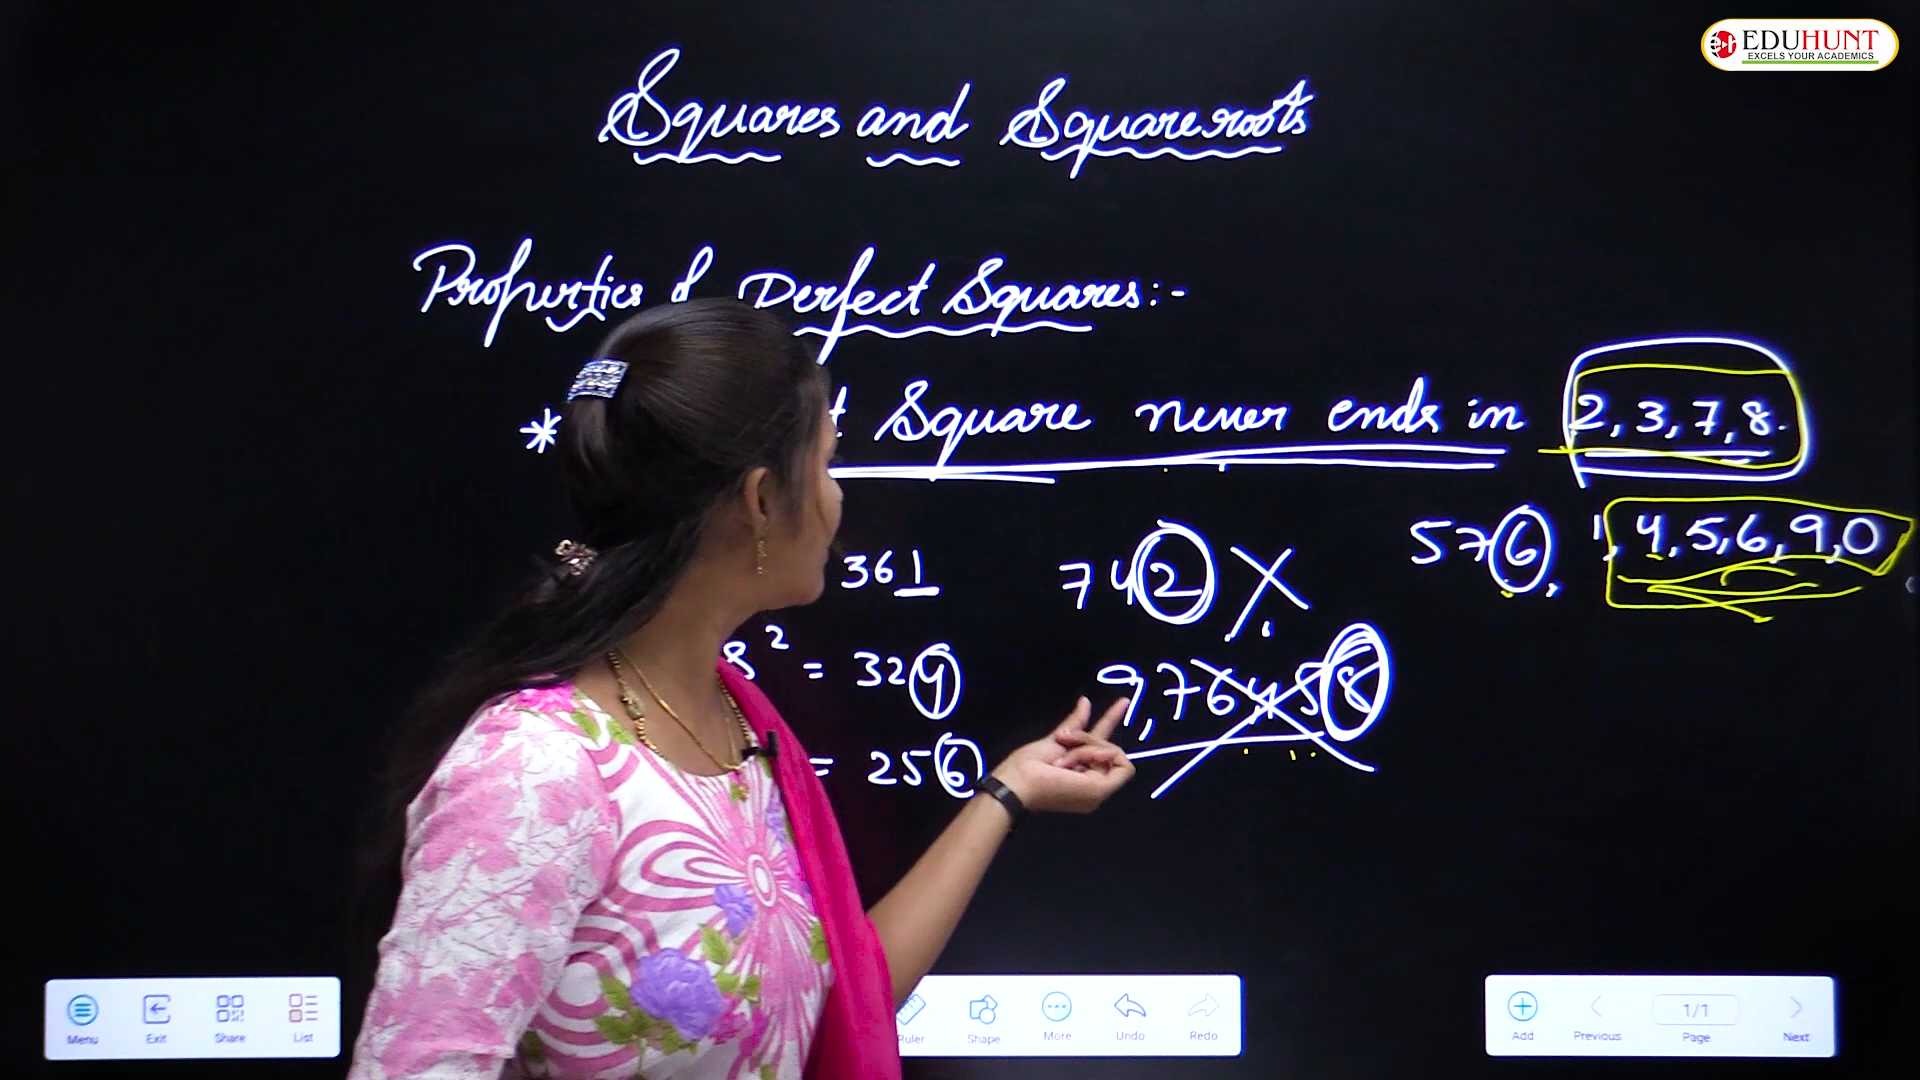 EDUHUNT
EXCELS YOUR ACADEMICS
Squares and Squareroots
Properties of Perfect Squares:-
* Square never ends in 2, 3, 7, 8.
361 742 576, 1, 4, 5, 6, 9, 0
8² = 324 9,76,458
= 256
Menu Exit Share List Ruler Shape More Undo Redo Add Previous 1/1 Page Next